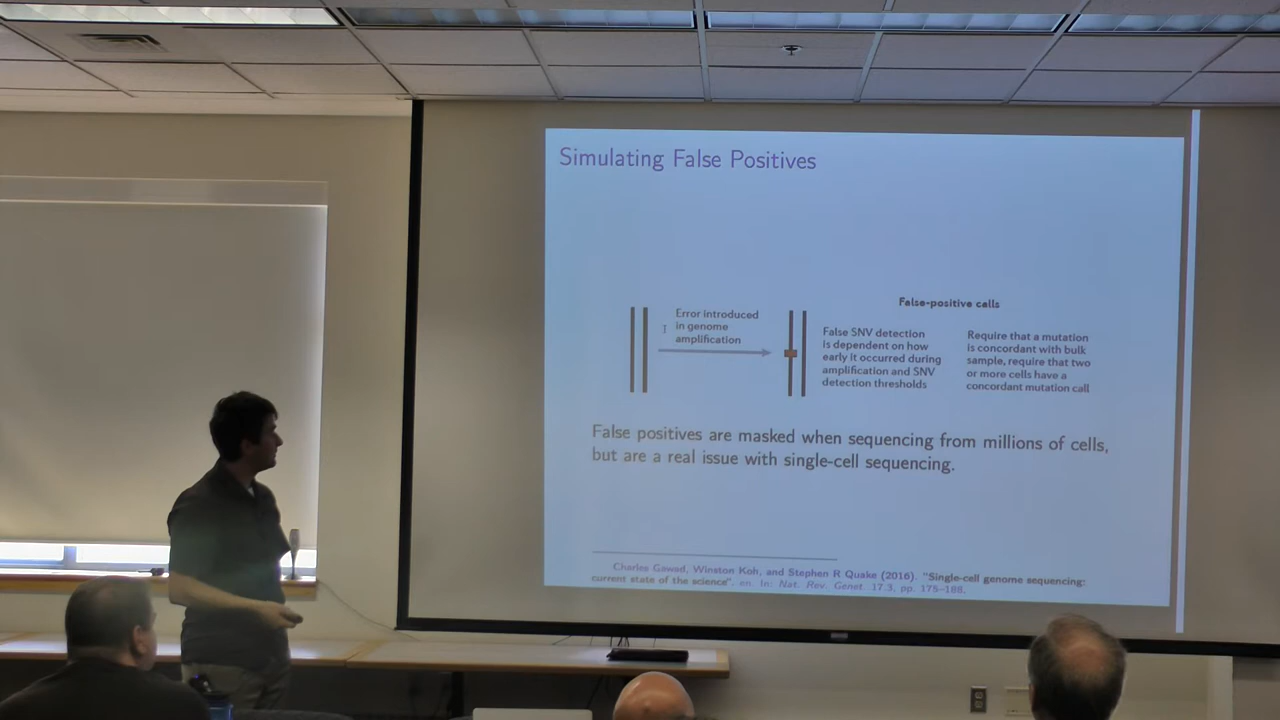 Simulating False Positives
False-positive calls
Error introduced
in genome
amplification
False SNV detection
is dependent on how
early it occurred during
amplification and SNV
detection thresholds
Require that a mutation
is concordant with bulk
sample, require that two
or more cells have a
concordant mutation call
False positives are masked when sequencing from millions of cells,
but are a real issue with single-cell sequencing.
Charles Gawad, Winston Koh, and Stephen R Quake (2016). "Single-cell genome sequencing:
current state of the science". en. In: Nat. Rev. Genet. 17.3, pp. 175–188.